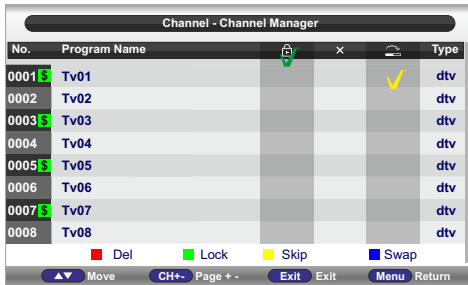 Channel - Channel Manager
No. Program Name × Type
0001 $ Tv01 dtv
0002 Tv02 dtv
0003 $ Tv03 dtv
0004 Tv04 dtv
0005 $ Tv05 dtv
0006 Tv06 dtv
0007 $ Tv07 dtv
0008 Tv08 dtv
Del Lock Skip Swap
▲▼ Move CH+- Page + - Exit Exit Menu Return